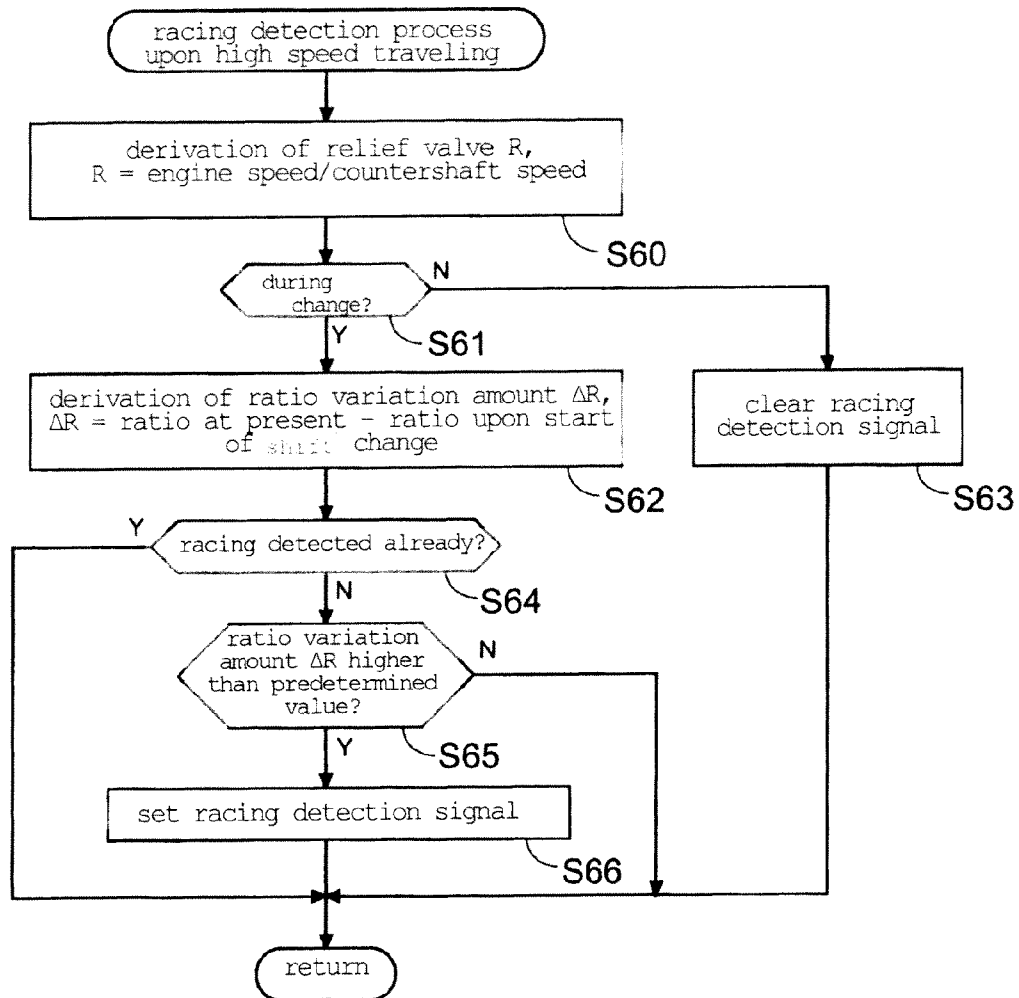 racing detection process
upon high speed traveling
derivation of relief valve R,
R = engine speed/countershaft speed
S60
during
change?
N
Y
S61
derivation of ratio variation amount ΔR,
ΔR = ratio at present - ratio upon start
of shift change
S62
clear racing
detection signal
S63
Y
racing detected already?
N
S64
ratio variation
amount ΔR higher
than predetermined
value?
N
Y
S65
set racing detection signal
S66
return